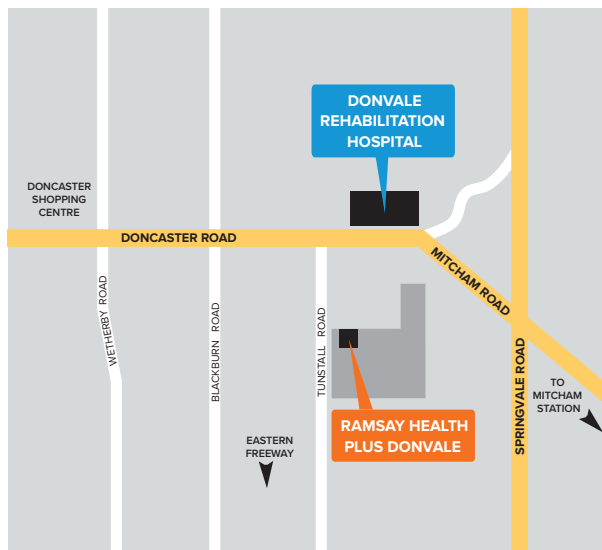 DONVALE
REHABILITATION
HOSPITAL
DONCASTER
SHOPPING
CENTRE
DONCASTER ROAD
MITCHAM ROAD
WETHERBY ROAD
BLACKBURN ROAD
TUNSTALL ROAD
SPRINGVALE ROAD
TO
MITCHAM
STATION
RAMSAY HEALTH
PLUS DONVALE
EASTERN
FREEWAY